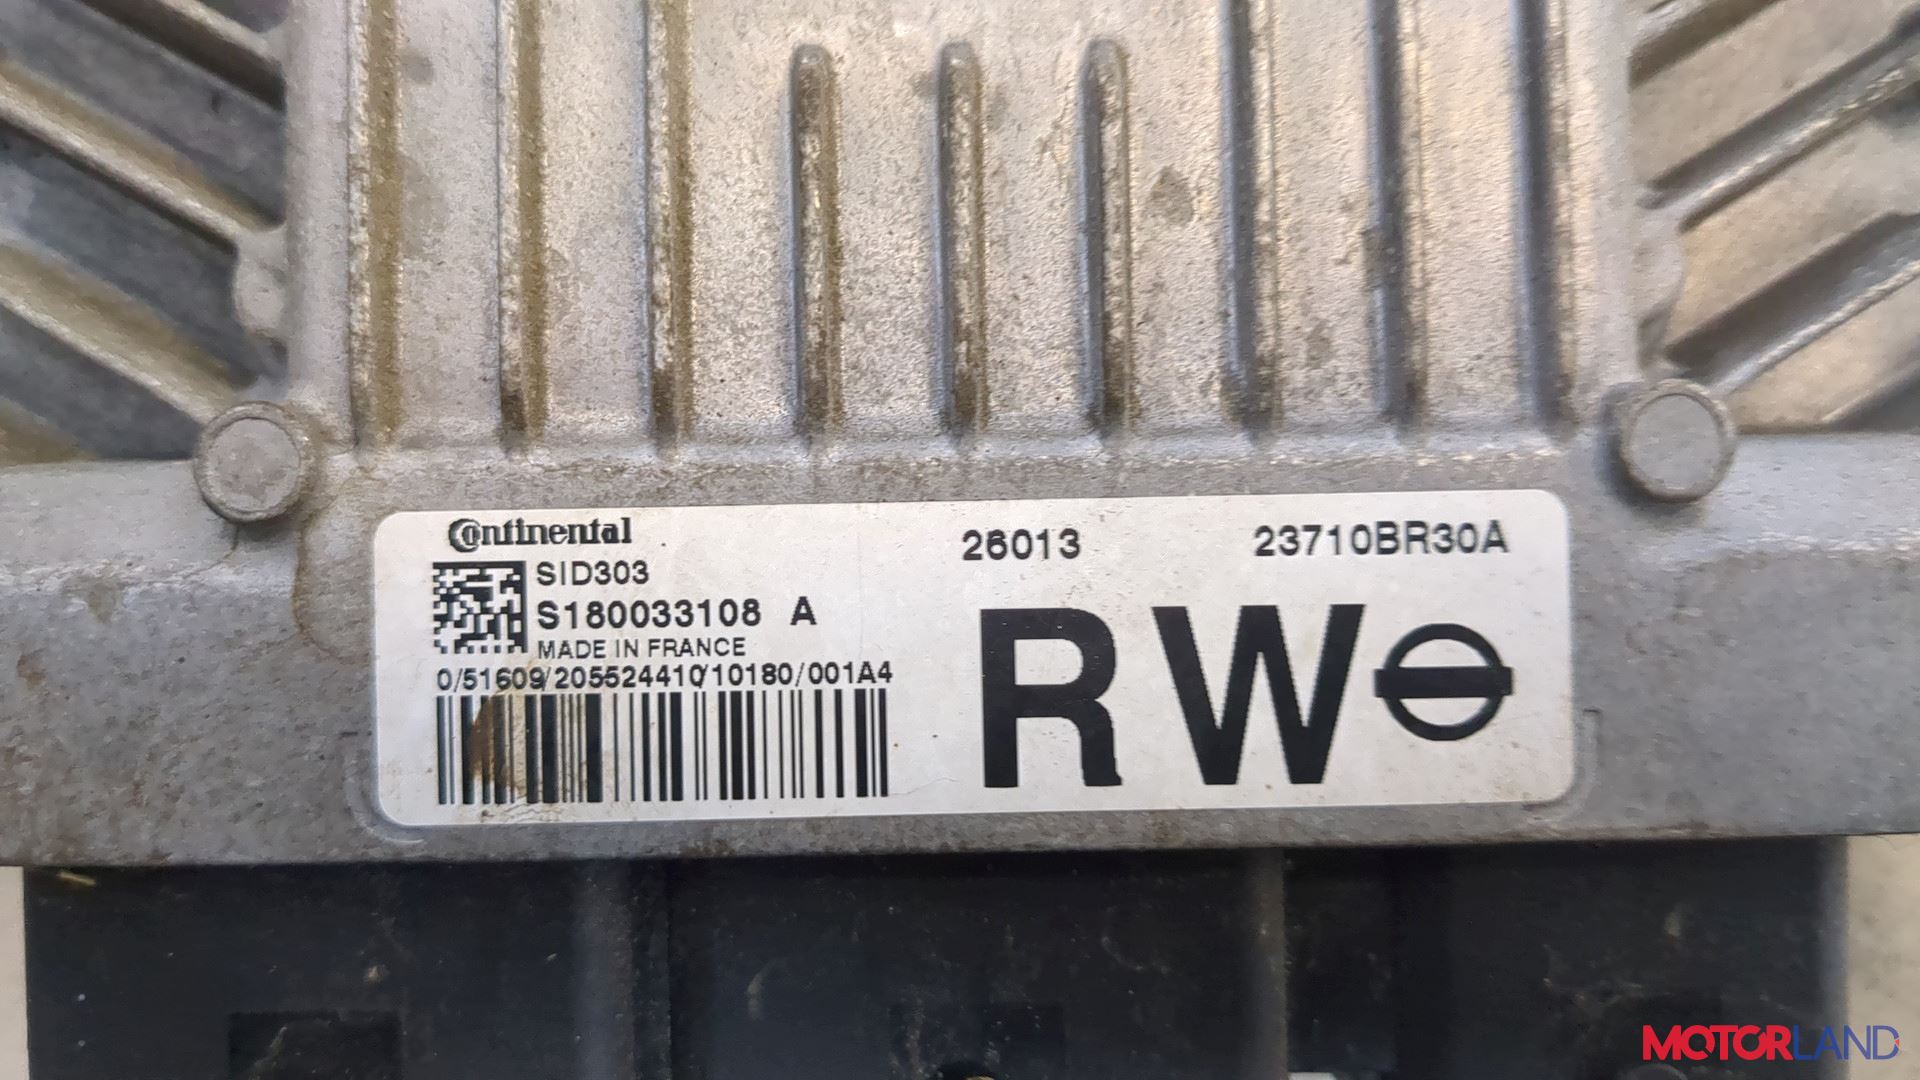 Continental
SID303
S180033108 A
MADE IN FRANCE
0/51609/205524410/10180/001A4
26013
23710BR30A
RW
MOTORLAND